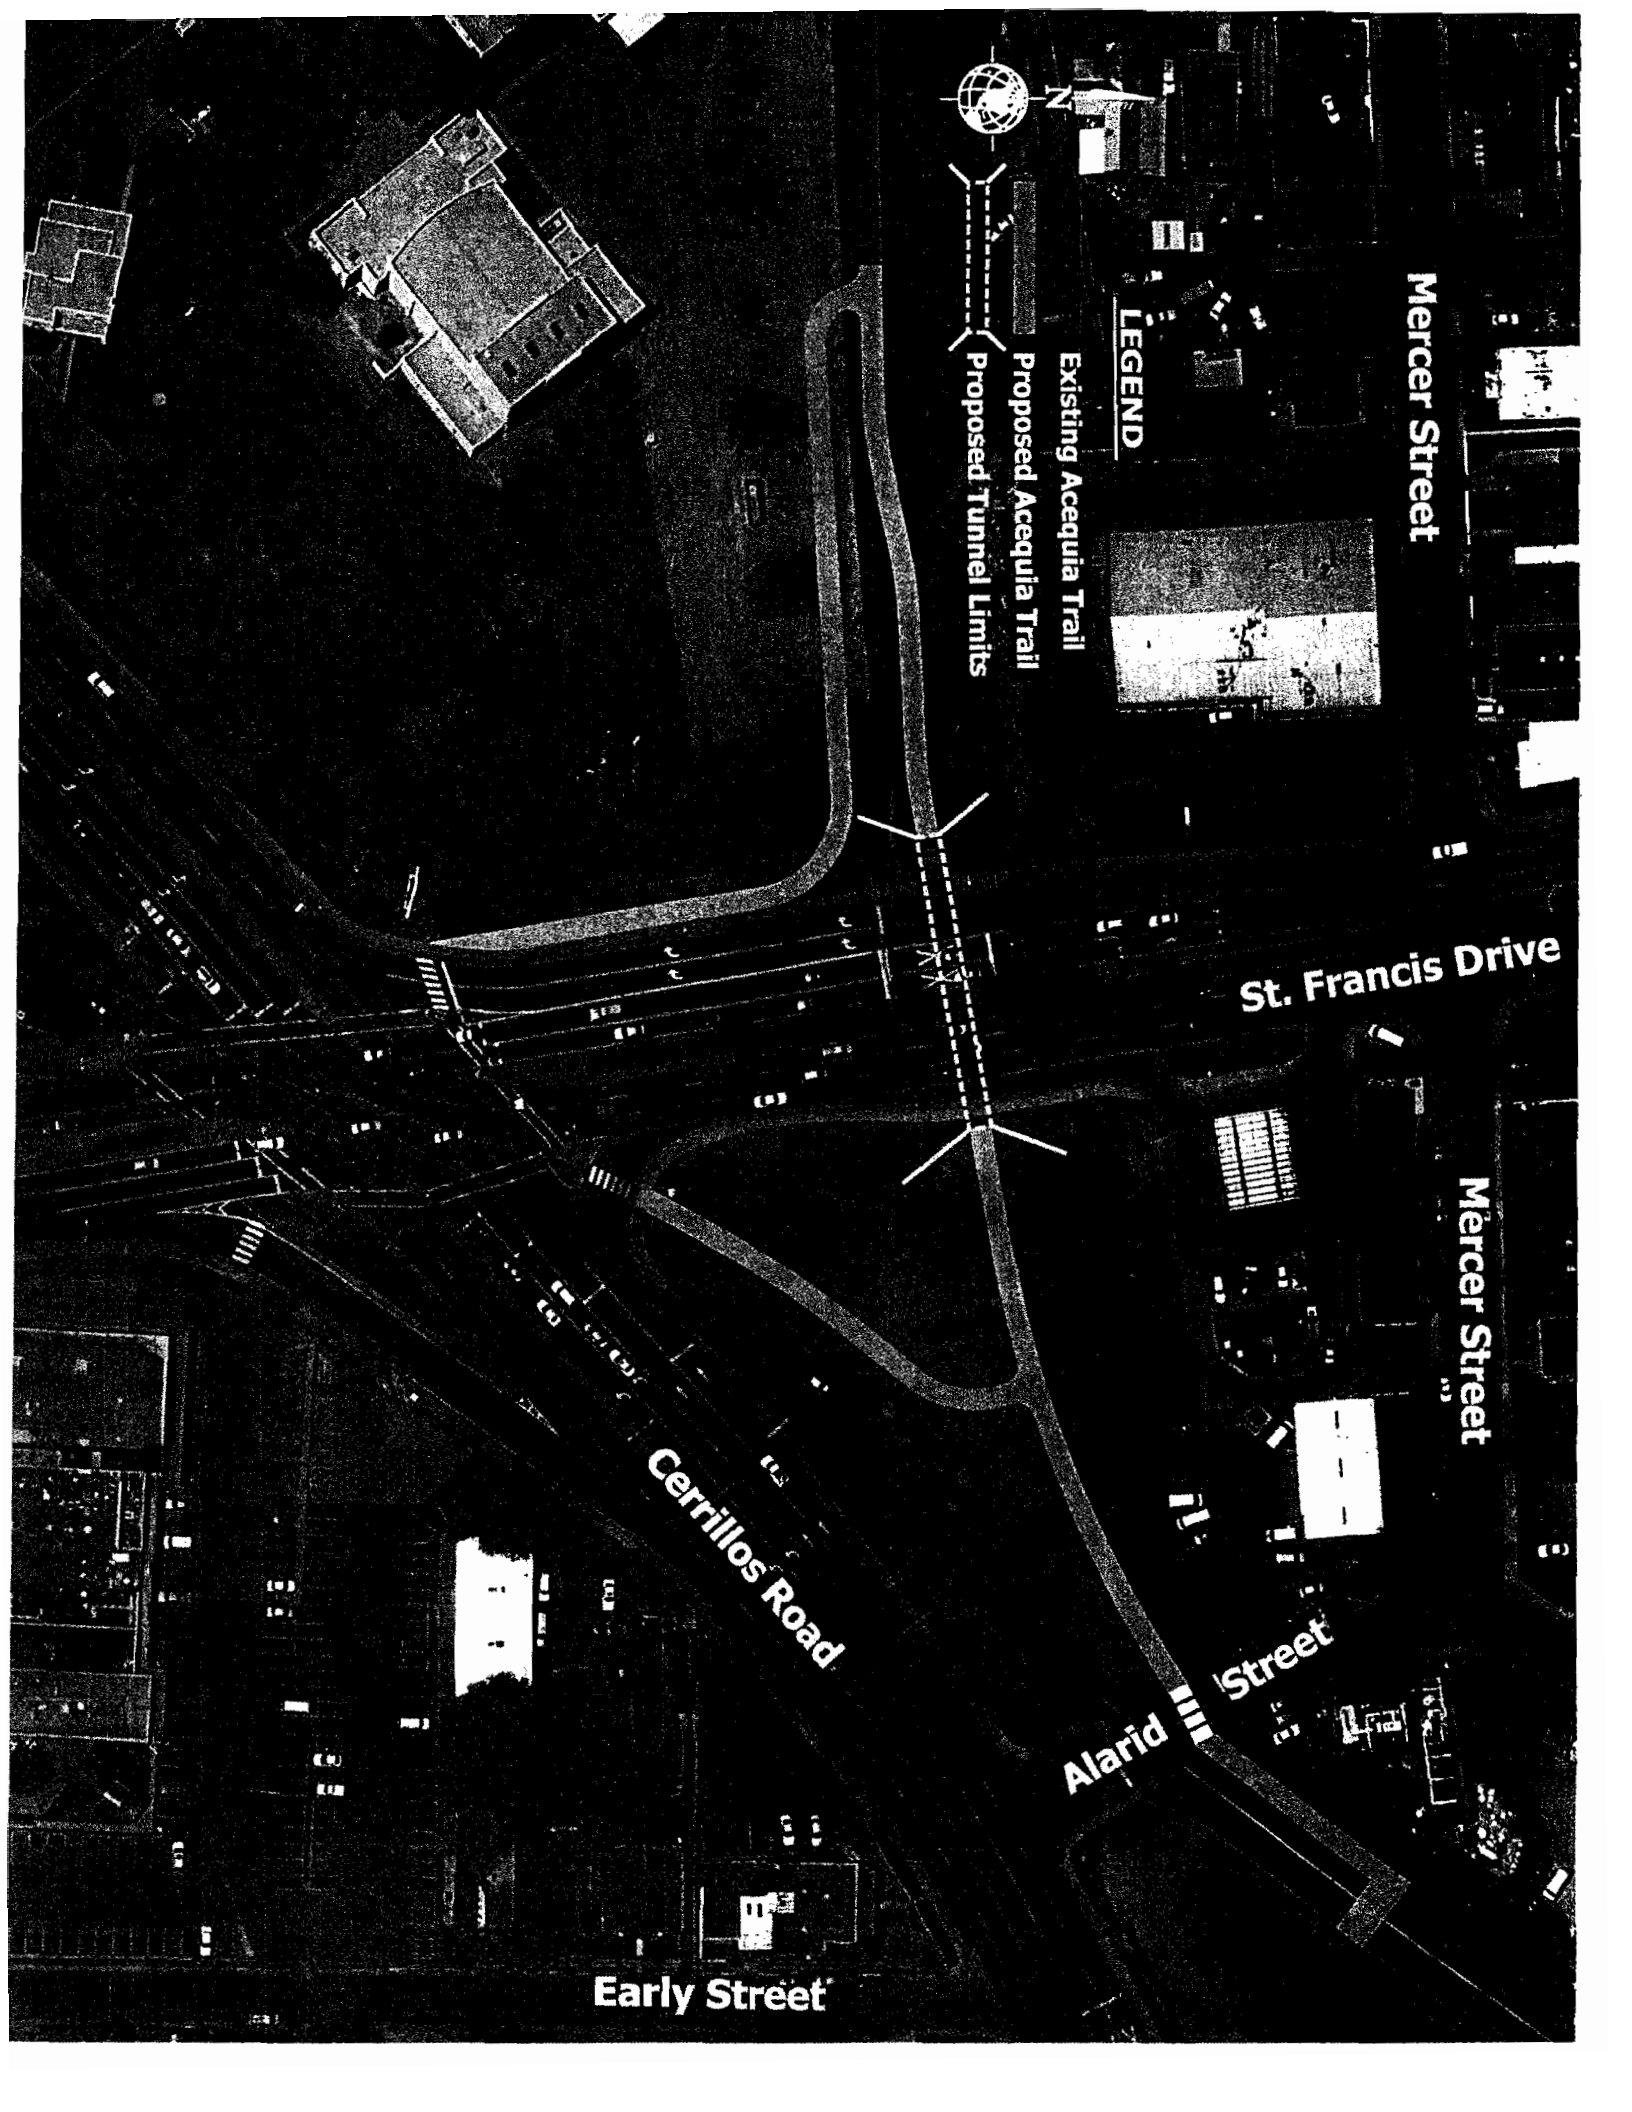 N
LEGEND
Existing Acequia Trail
Proposed Acequia Trail
Proposed Tunnel Limits
Mercer Street
St. Francis Drive
Mercer Street
Cerrillos Road
Alarid Street
Early Street